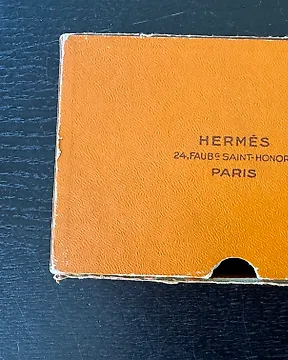 HERMÈS
24, FAUBG SAINT-HONOR
PARIS